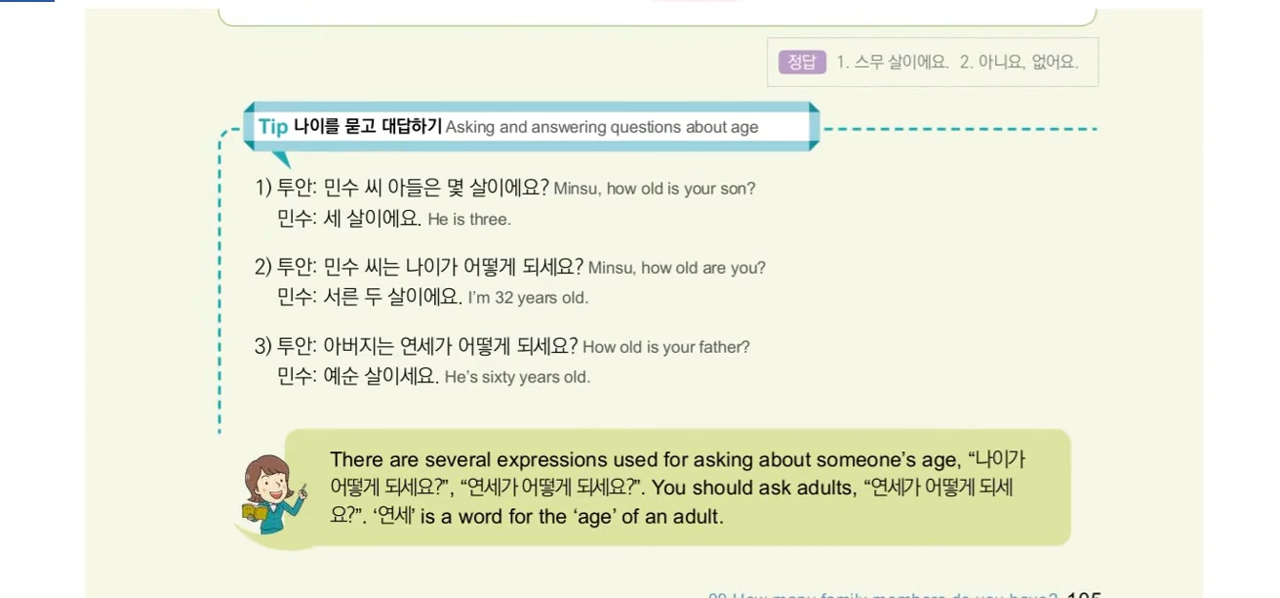 정답 1. 스무 살이에요. 2. 아니요, 없어요.
Tip 나이를 묻고 대답하기 Asking and answering questions about age
1) 투안: 민수 씨 아들은 몇 살이에요? Minsu, how old is your son?
민수: 세 살이에요. He is three.
2) 투안: 민수 씨는 나이가 어떻게 되세요? Minsu, how old are you?
민수: 서른 두 살이에요. I’m 32 years old.
3) 투안: 아버지는 연세가 어떻게 되세요? How old is your father?
민수: 예순 살이세요. He’s sixty years old.
There are several expressions used for asking about someone’s age, “나이가
어떻게 되세요?”, “연세가 어떻게 되세요?”. You should ask adults, “연세가 어떻게 되세
요?”. ‘연세’ is a word for the ‘age’ of an adult.
How many family members do you have?